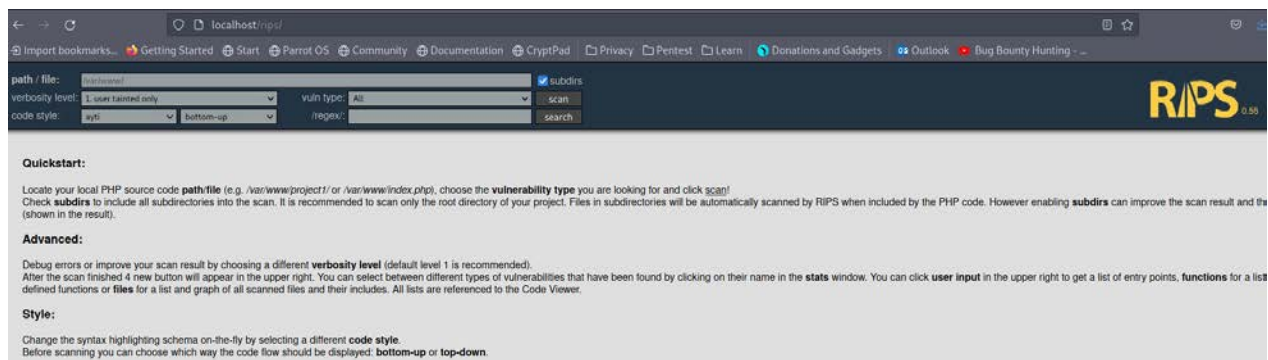 localhost/rips/
Import bookmarks... Getting Started Start Parrot OS Community Documentation CryptPad Privacy Pentest Learn Donations and Gadgets Outlook Bug Bounty Hunting - ...
path / file: subdirs
verbosity level: 1. user tainted only vuln type: All scan
code style: ayti bottom-up /regex/: search
RIPS 0.55
Quickstart:
Locate your local PHP source code path/file (e.g. /var/www/project1/ or /var/www/index.php), choose the vulnerability type you are looking for and click scan!
Check subdirs to include all subdirectories into the scan. It is recommended to scan only the root directory of your project. Files in subdirectories will be automatically scanned by RIPS when included by the PHP code. However enabling subdirs can improve the scan result and the
(shown in the result).
Advanced:
Debug errors or improve your scan result by choosing a different verbosity level (default level 1 is recommended).
After the scan finished 4 new button will appear in the upper right. You can select between different types of vulnerabilities that have been found by clicking on their name in the stats window. You can click user input in the upper right to get a list of entry points, functions for a list
defined functions or files for a list and graph of all scanned files and their includes. All lists are referenced to the Code Viewer.
Style:
Change the syntax highlighting schema on-the-fly by selecting a different code style.
Before scanning you can choose which way the code flow should be displayed: bottom-up or top-down.